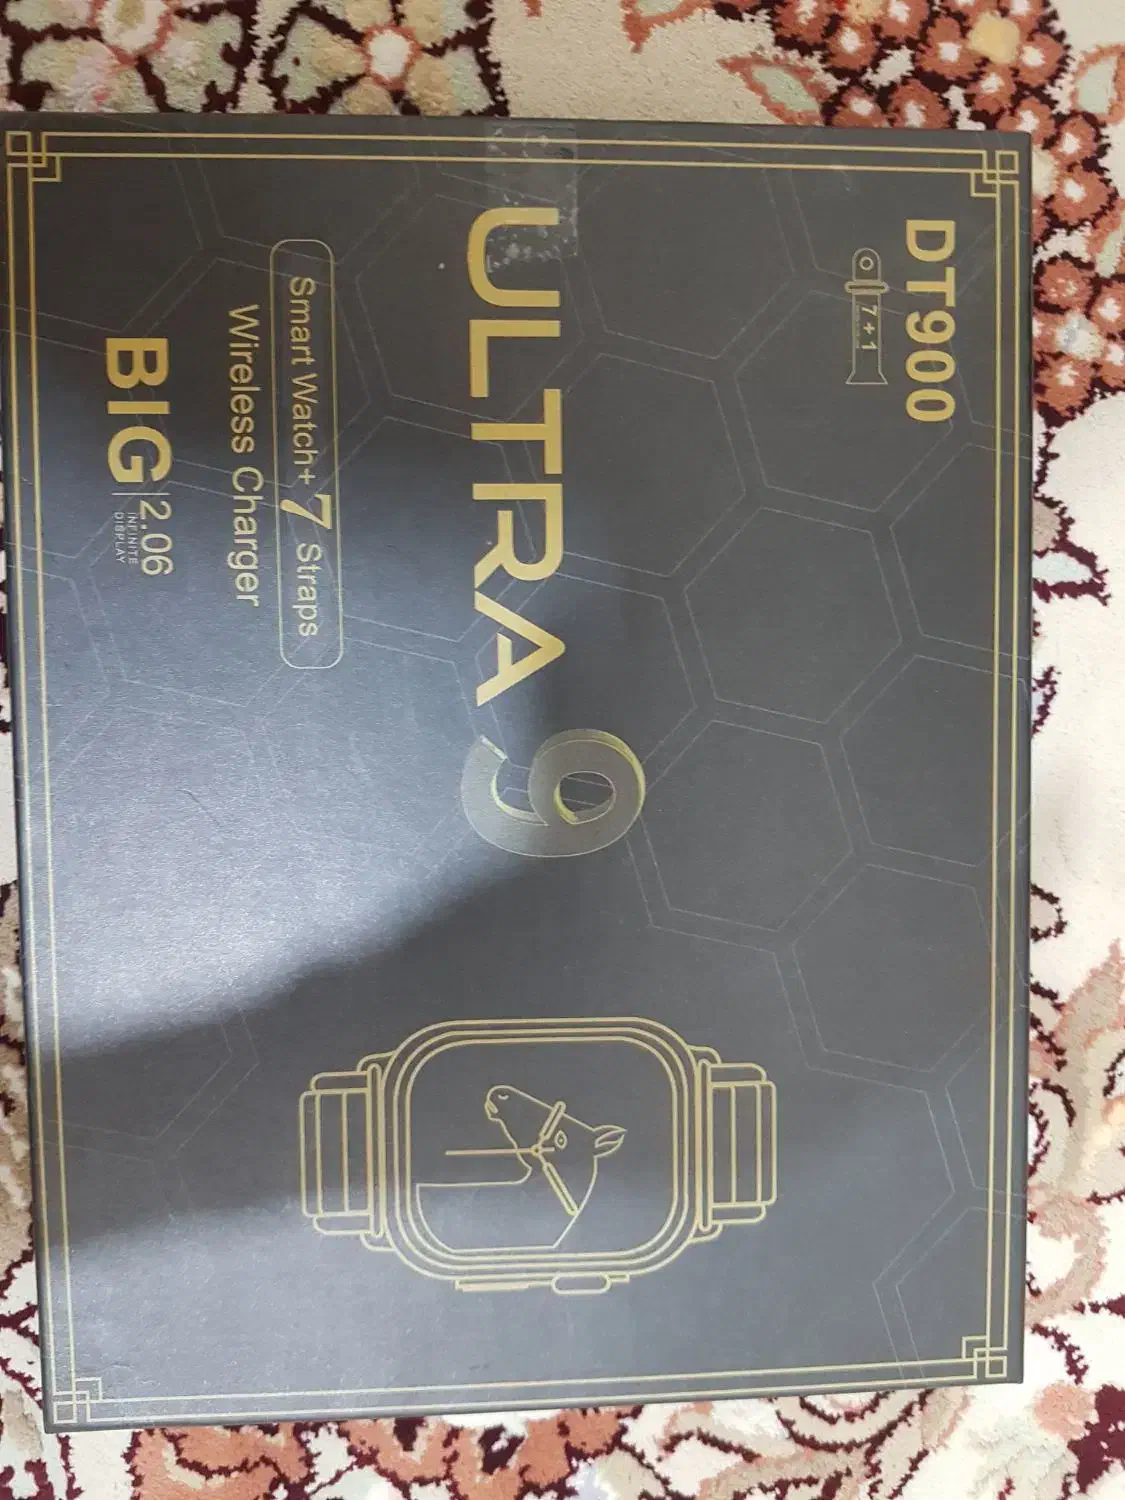 DT900
7+1
ULTRA 9
Smart Watch+ 7 Straps
Wireless Charger
BIG 2.06
INFINITE
DISPLAY